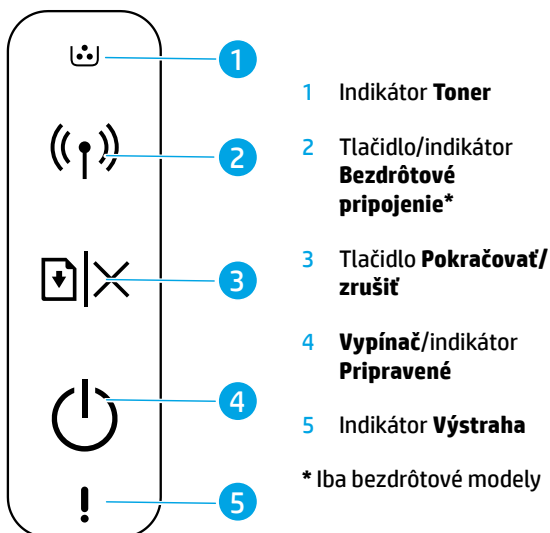 1
2
3
4
5
1 Indikátor Toner
2 Tlačidlo/indikátor
Bezdrôtové
pripojenie*
3 Tlačidlo Pokračovať/
zrušiť
4 Vypínač/indikátor
Pripravené
5 Indikátor Výstraha
* Iba bezdrôtové modely